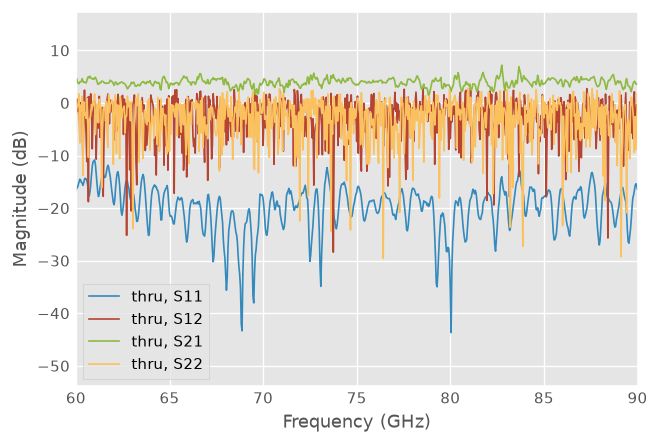 10
0
−10
−20
−30
−40
−50
Magnitude (dB)
thru, S11
thru, S12
thru, S21
thru, S22
60 65 70 75 80 85 90
Frequency (GHz)